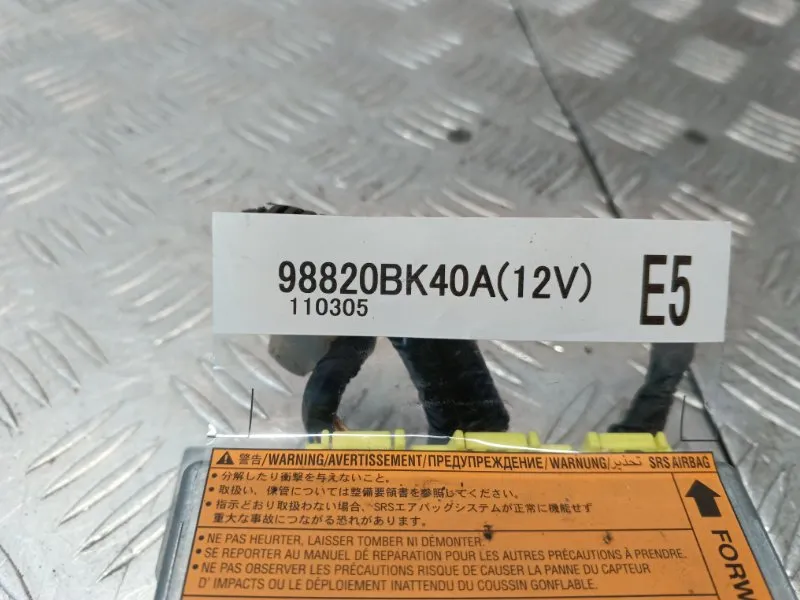 98820BK40A(12V)
110305
E5
警告/WARNING/AVERTISSEMENT/ПРЕДУПРЕЖДЕНИЕ/WARNUNG/تحذير SRS AIRBAG
• 分解したり衝撃を与えないこと。
• 取扱い、保管については整備要領書を参照してください。
• 指示どおり取扱わない場合、SRSエアバッグシステムが正常に機能せず
重大な事故につながる恐れがあります。
• NE PAS HEURTER, LAISSER TOMBER NI DÉMONTER
• SE REPORTER AU MANUEL DE RÉPARATION POUR LES AUTRES PRÉCAUTIONS À PRENDRE.
• NE PAS OBSERVER LES PRÉCAUTIONS RISQUE DE CAUSER LA PANNE DU CAPTEUR
D' IMPACTS OU LE DÉPLOIEMENT INATTENDU DU COUSSIN GONFLABLE.
FORW